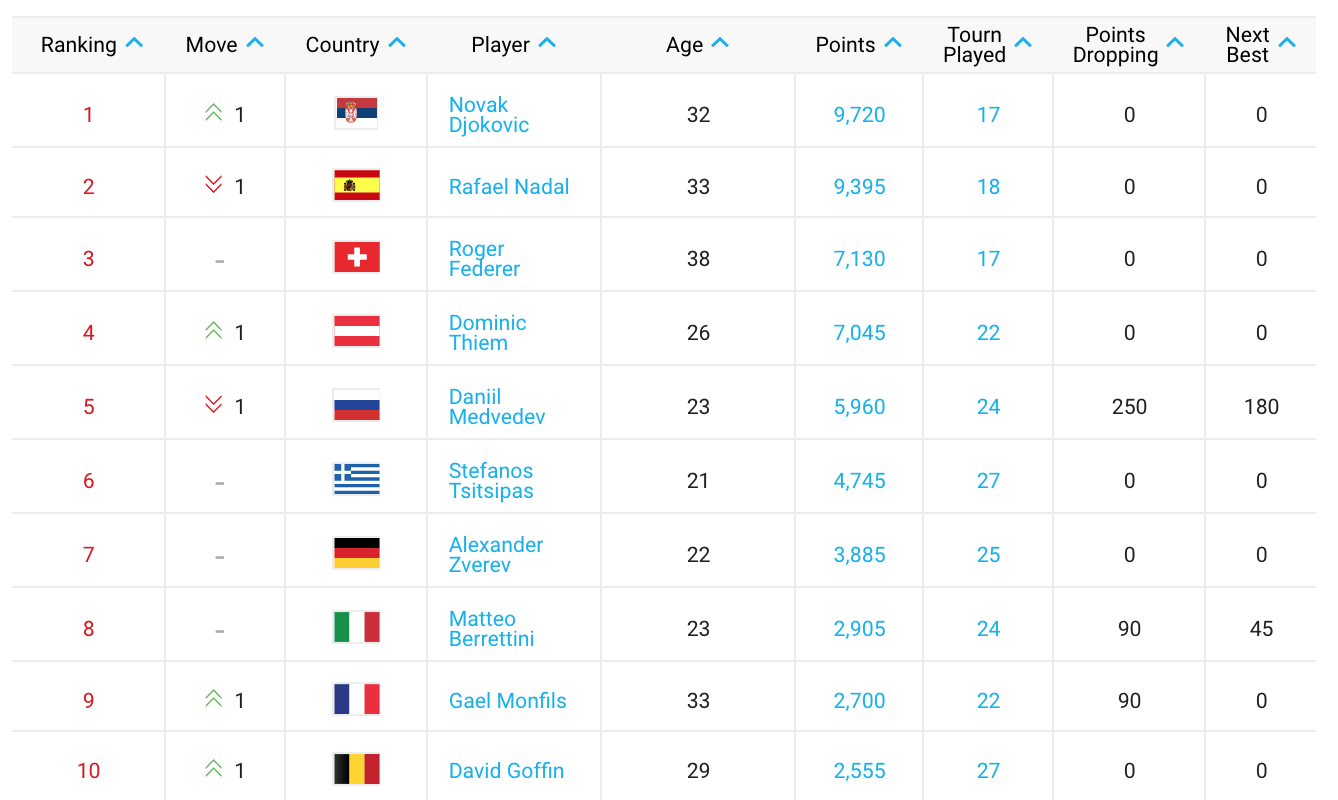 Ranking Move Country Player Age Points Tourn Played Points Dropping Next Best
1 1 Novak Djokovic 32 9,720 17 0 0
2 1 Rafael Nadal 33 9,395 18 0 0
3 - Roger Federer 38 7,130 17 0 0
4 1 Dominic Thiem 26 7,045 22 0 0
5 1 Daniil Medvedev 23 5,960 24 250 180
6 - Stefanos Tsitsipas 21 4,745 27 0 0
7 - Alexander Zverev 22 3,885 25 0 0
8 - Matteo Berrettini 23 2,905 24 90 45
9 1 Gael Monfils 33 2,700 22 90 0
10 1 David Goffin 29 2,555 27 0 0